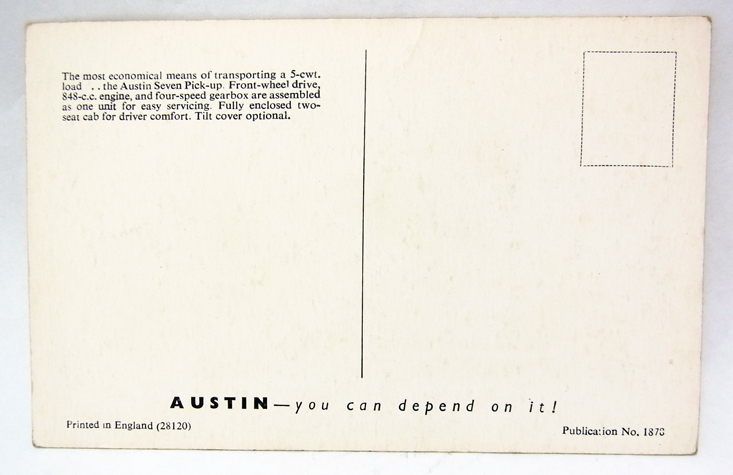 The most economical means of transporting a 5-cwt.
load . . the Austin Seven Pick-up. Front-wheel drive,
848-c.c. engine, and four-speed gearbox are assembled
as one unit for easy servicing. Fully enclosed two-
seat cab for driver comfort. Tilt cover optional.
AUSTIN—you can depend on it!
Printed in England (28120)
Publication No.